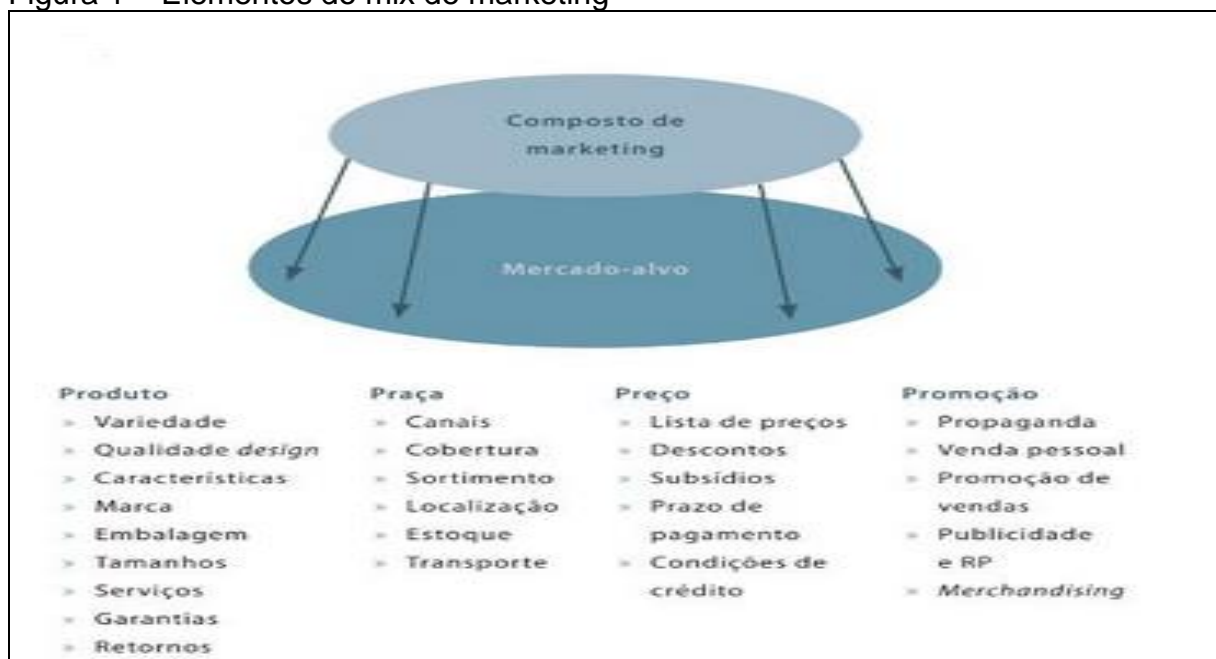 Figura 1 – Elementos do mix de marketing
Composto de
marketing
Mercado-alvo
Produto
» Variedade
» Qualidade design
» Características
» Marca
» Embalagem
» Tamanhos
» Serviços
» Garantias
» Retornos
Praça
» Canais
» Cobertura
» Sortimento
» Localização
» Estoque
» Transporte
Preço
» Lista de preços
» Descontos
» Subsídios
» Prazo de
pagamento
» Condições de
crédito
Promoção
» Propaganda
» Venda pessoal
» Promoção de
vendas
» Publicidade
e RP
» Merchandising